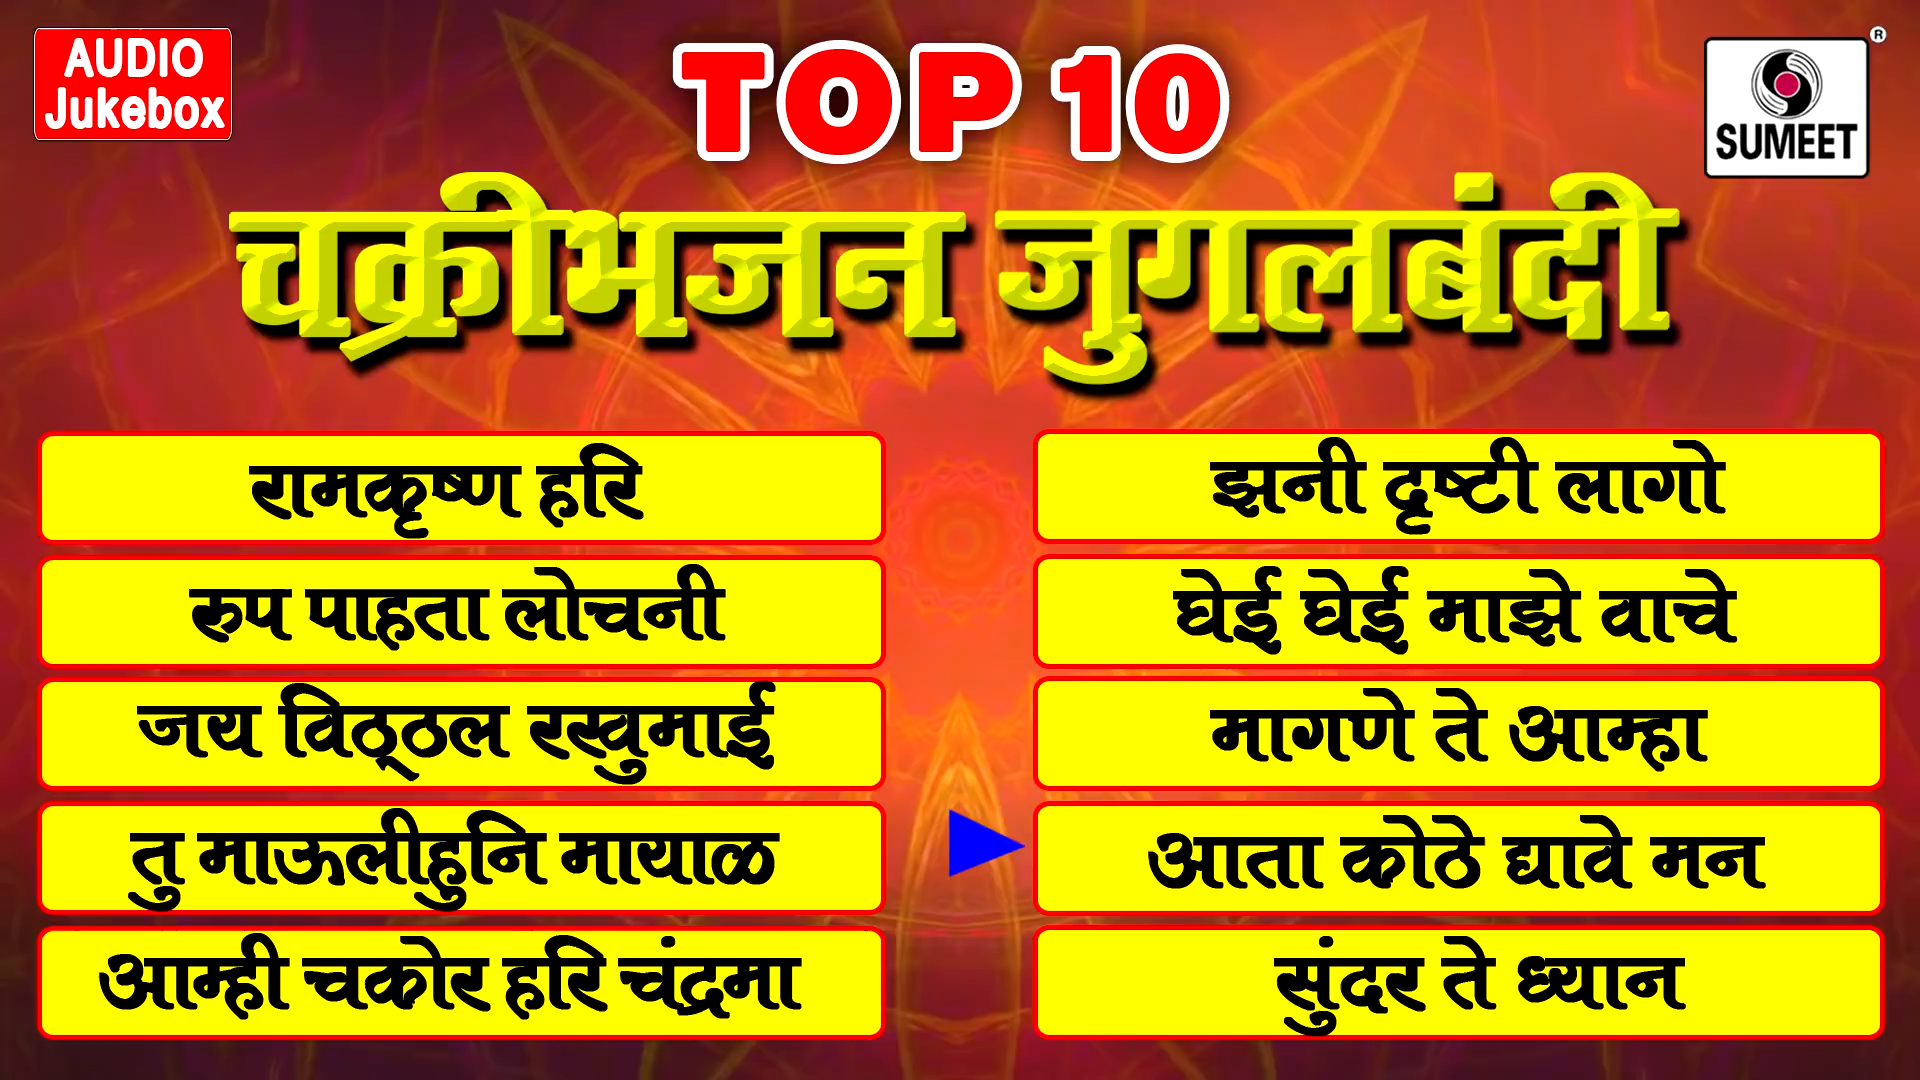 AUDIO
Jukebox
TOP 10
®
SUMEET
चक्रीभजन जुगलबंदी
रामकृष्ण हरि
रुप पाहता लोचनी
जय विठ्ठल रखुमाई
तु माऊलीहुनि मायाळ
आम्ही चकोर हरि चंद्रमा
झनी दृष्टी लागो
घेई घेई माझे वाचे
मागणे ते आम्हा
आता कोठे द्यावे मन
सुंदर ते ध्यान